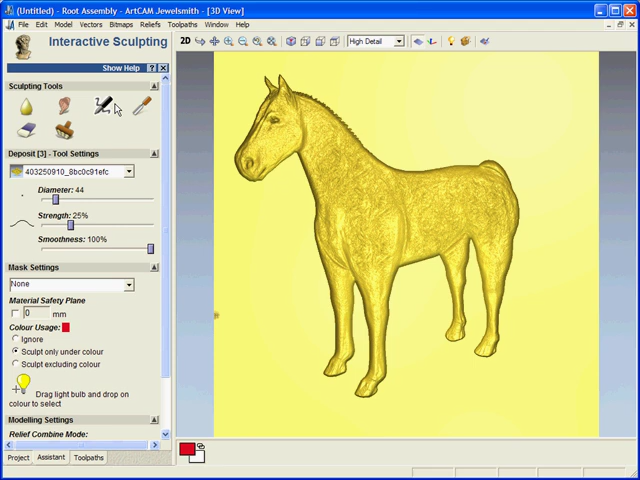 (Untitled) - Root Assembly - ArtCAM Jewelsmith - [3D View]
File Edit Model Vectors Bitmaps Reliefs Toolpaths Window Help
Interactive Sculpting
2D
High Detail
Show Help ? ✕
Sculpting Tools
Deposit [3] - Tool Settings
403250910_8bc0c91efc
Diameter: 44
Strength: 25%
Smoothness: 100%
Mask Settings
None
Material Safety Plane
0 mm
Colour Usage:
Ignore
Sculpt only under colour
Sculpt excluding colour
Drag light bulb and drop on
colour to select
Modelling Settings
Relief Combine Mode:
Project Assistant Toolpaths